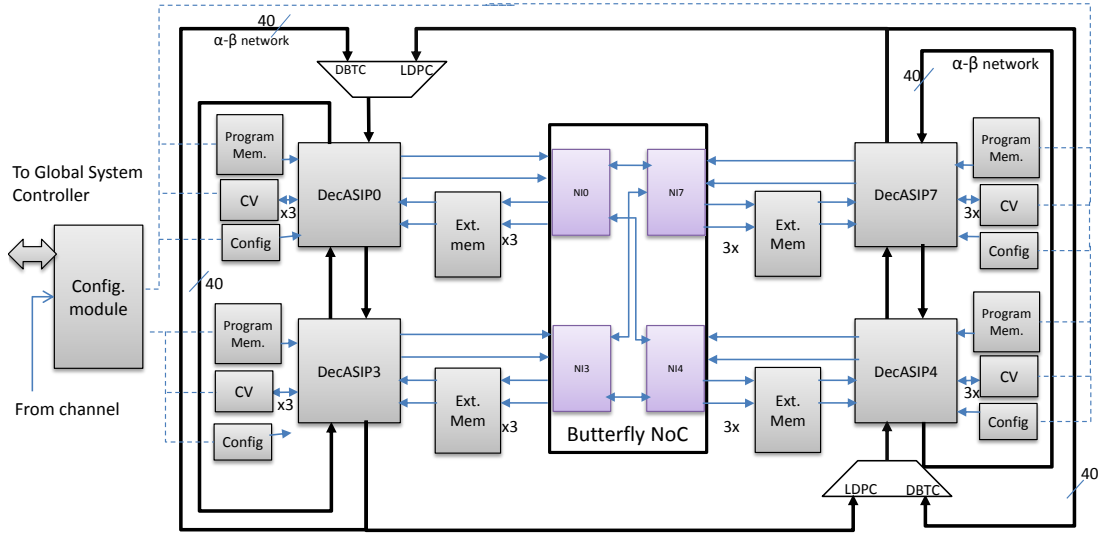 40
α-β network
DBTC
LDPC
40
α-β network
Program
Mem.
CV
x3
Config
DecASIP0
Ext.
mem
x3
NI0
NI7
3x
Ext.
Mem
DecASIP7
Program
Mem.
3x
CV
Config
To Global System
Controller
Config.
module
From channel
40
Program
Mem.
CV
x3
Config
DecASIP3
Ext.
Mem
x3
NI3
NI4
Butterfly NoC
3x
Ext.
Mem
DecASIP4
Program
Mem.
3x
CV
Config
LDPC
DBTC
40